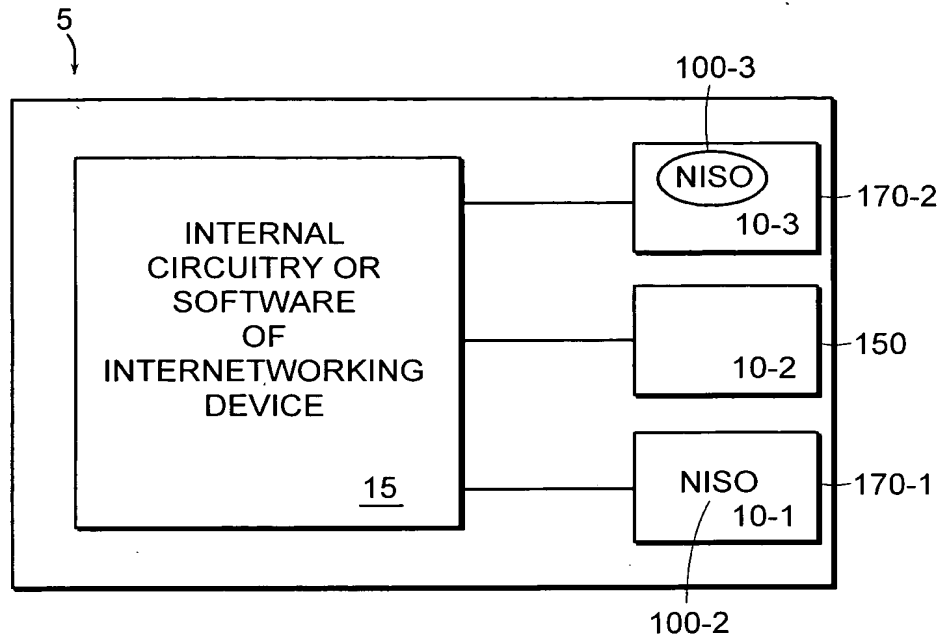 5
100-3
NISO
10-3
170-2
INTERNAL
CIRCUITRY OR
SOFTWARE
OF
INTERNETWORKING
DEVICE
15
10-2
150
NISO
10-1
170-1
100-2